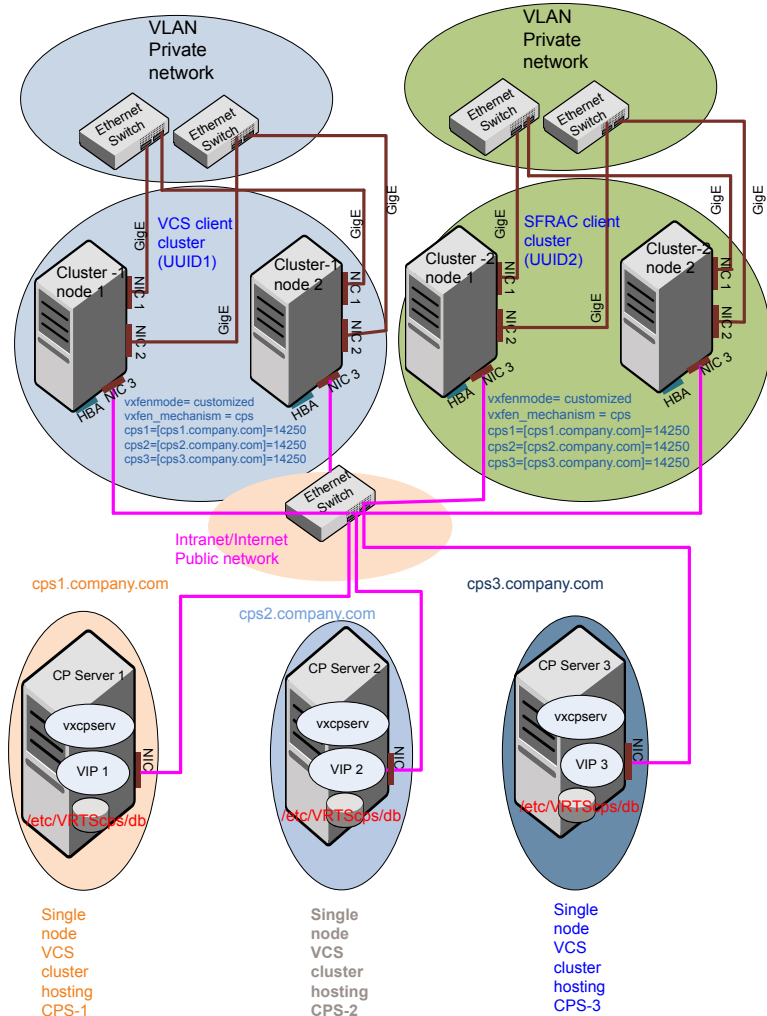 VLAN
Private
network
VLAN
Private
network
Ethernet
Switch
Ethernet
Switch
Ethernet
Switch
Ethernet
Switch
GigE
GigE
GigE
GigE
GigE
GigE
GigE
GigE
VCS client
cluster
(UUID1)
SFRAC client
cluster
(UUID2)
Cluster -1
node 1
NIC 1
NIC 2
NIC 3
HBA
Cluster-1
node 2
NIC 1
NIC 2
NIC 3
HBA
Cluster -2
node 1
NIC 1
NIC 2
NIC 3
HBA
Cluster-2
node 2
NIC 1
NIC 2
NIC 3
HBA
vxfenmode= customized
vxfen_mechanism = cps
cps1=[cps1.company.com]=14250
cps2=[cps2.company.com]=14250
cps3=[cps3.company.com]=14250
vxfenmode= customized
vxfen_mechanism = cps
cps1=[cps1.company.com]=14250
cps2=[cps2.company.com]=14250
cps3=[cps3.company.com]=14250
Ethernet
Switch
Intranet/Internet
Public network
cps1.company.com
cps2.company.com
cps3.company.com
CP Server 1
vxcpserv
VIP 1
NIC
/etc/VRTScps/db
CP Server 2
vxcpserv
VIP 2
NIC
/etc/VRTScps/db
CP Server 3
vxcpserv
VIP 3
NIC
/etc/VRTScps/db
Single
node
VCS
cluster
hosting
CPS-1
Single
node
VCS
cluster
hosting
CPS-2
Single
node
VCS
cluster
hosting
CPS-3